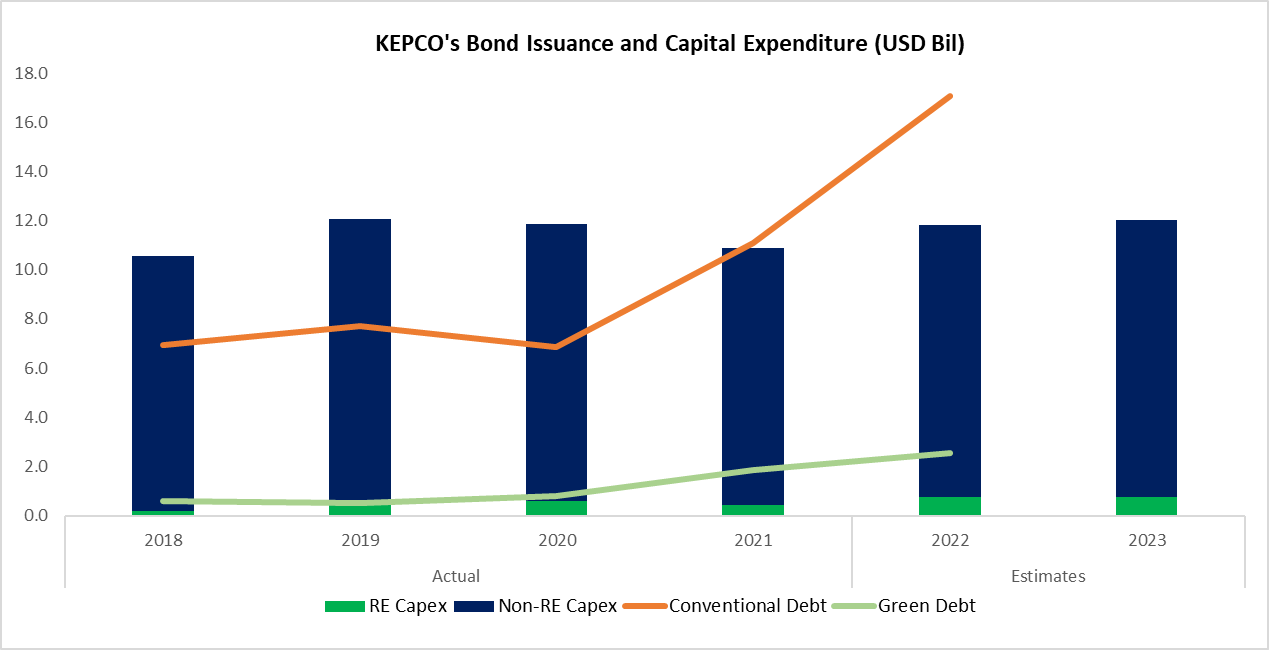 KEPCO's Bond Issuance and Capital Expenditure (USD Bil)
18.0
16.0
14.0
12.0
10.0
8.0
6.0
4.0
2.0
0.0
2018 2019 2020 2021 2022 2023
Actual Estimates
RE Capex Non-RE Capex Conventional Debt Green Debt